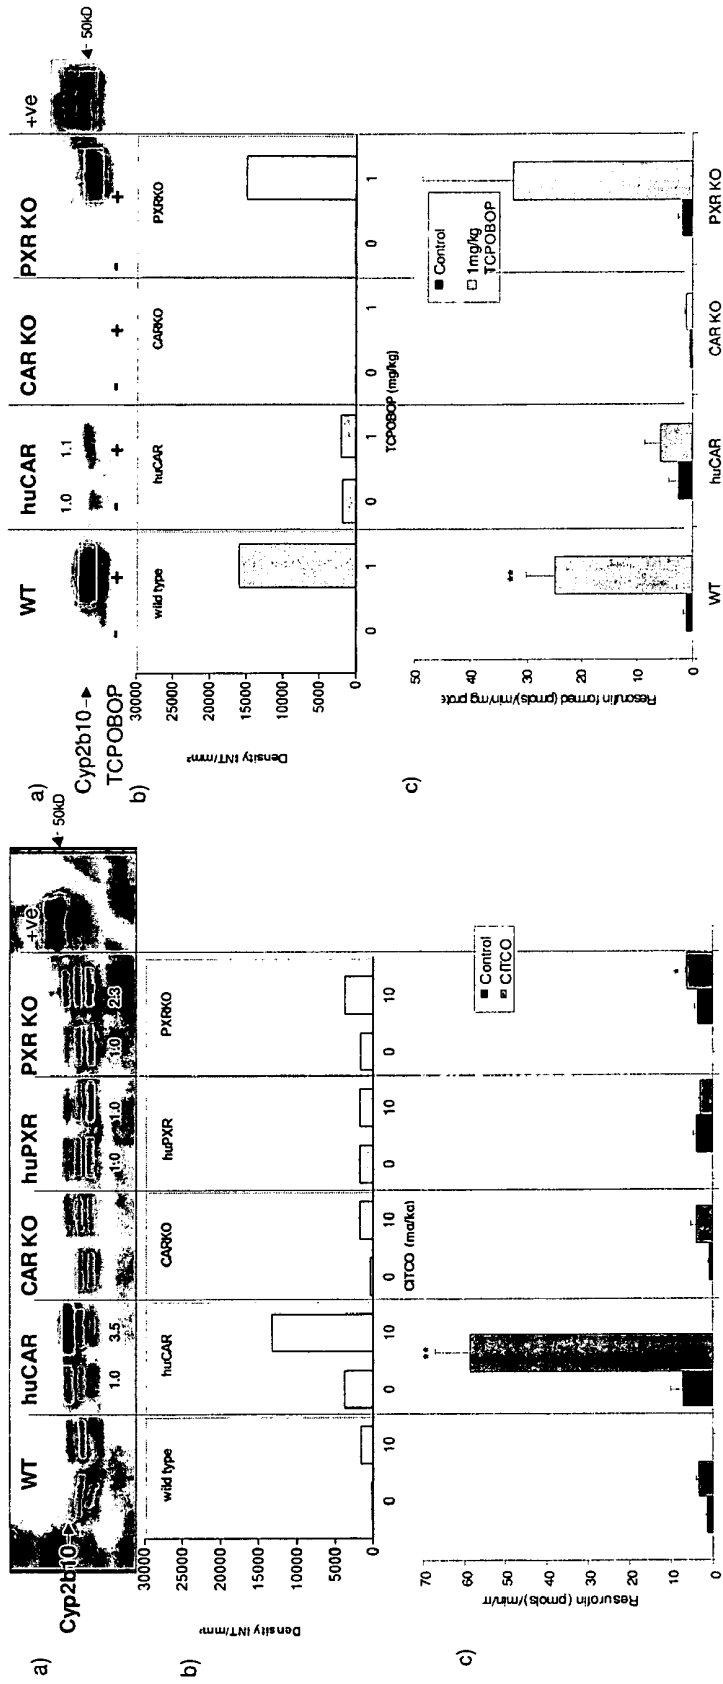 a)
WT
huCAR
CAR KO
huPXR
PXR KO
+ve
Cyp2b10
1.0
3.5
1.0
1.0
1.0
2.3
50kD
b)
30000
25000
20000
15000
10000
5000
0
Density INT/mm²
wild type
huCAR
CARKO
huPXR
PXRKO
0
10
0
10
0
10
0
10
0
10
CITCO
c)
70
60
50
40
30
20
10
0
Control
CITCO
**
*
a)
WT
huCAR
CAR KO
PXR KO
+ve
1.0
1.1
Cyp2b10
50kD
TCPOBOP
-
+
-
+
-
+
-
+
b)
30000
25000
20000
15000
10000
5000
0
Density INT/mm²
wild type
huCAR
CARKO
PXRKO
0
1
0
1
0
1
0
1
TCPOBOP (mg/kg)
c)
50
40
30
20
10
0
Resorufin formed (pmols)/min/mg prote
Control
1mg/kg
TCPOBOP
**
WT
huCAR
CAR KO
PXR KO